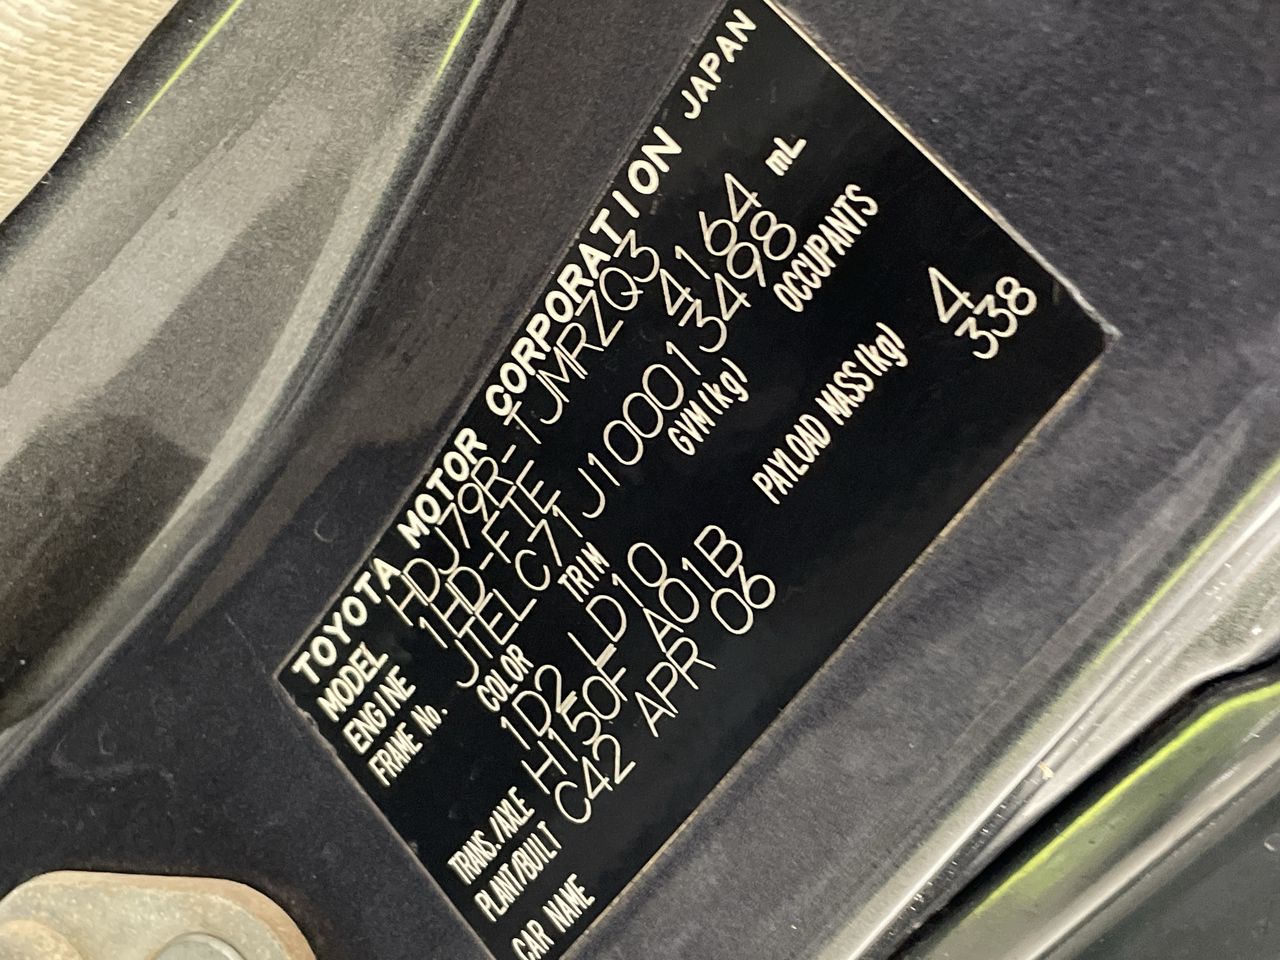 TOYOTA MOTOR CORPORATION JAPAN
MODEL HDJ79R-TJMRZQ3
ENGINE 1HD-FTE 4164 mL
FRAME No. JTELC71J100013498
COLOR TRIM GVM(kg) OCCUPANTS
1D2 LD10 4
TRANS./AXLE H150F A01B PAYLOAD MASS(kg) 338
PLANT/BUILT C42 APR 06
CAR NAME